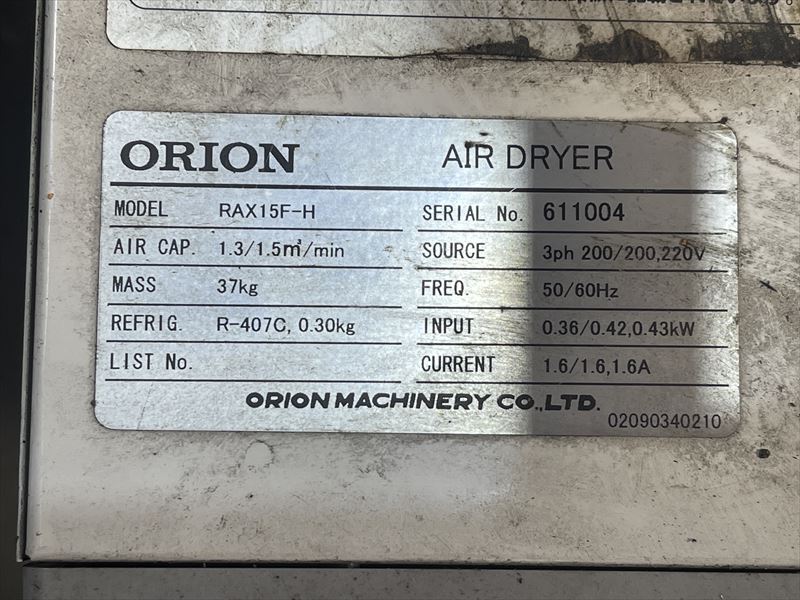 ORION AIR DRYER
MODEL RAX15F-H SERIAL No. 611004
AIR CAP. 1.3/1.5㎥/min SOURCE 3ph 200/200,220V
MASS 37kg FREQ. 50/60Hz
REFRIG. R-407C, 0.30kg INPUT 0.36/0.42,0.43kW
LIST No. CURRENT 1.6/1.6,1.6A
ORION MACHINERY CO.,LTD.
02090340210